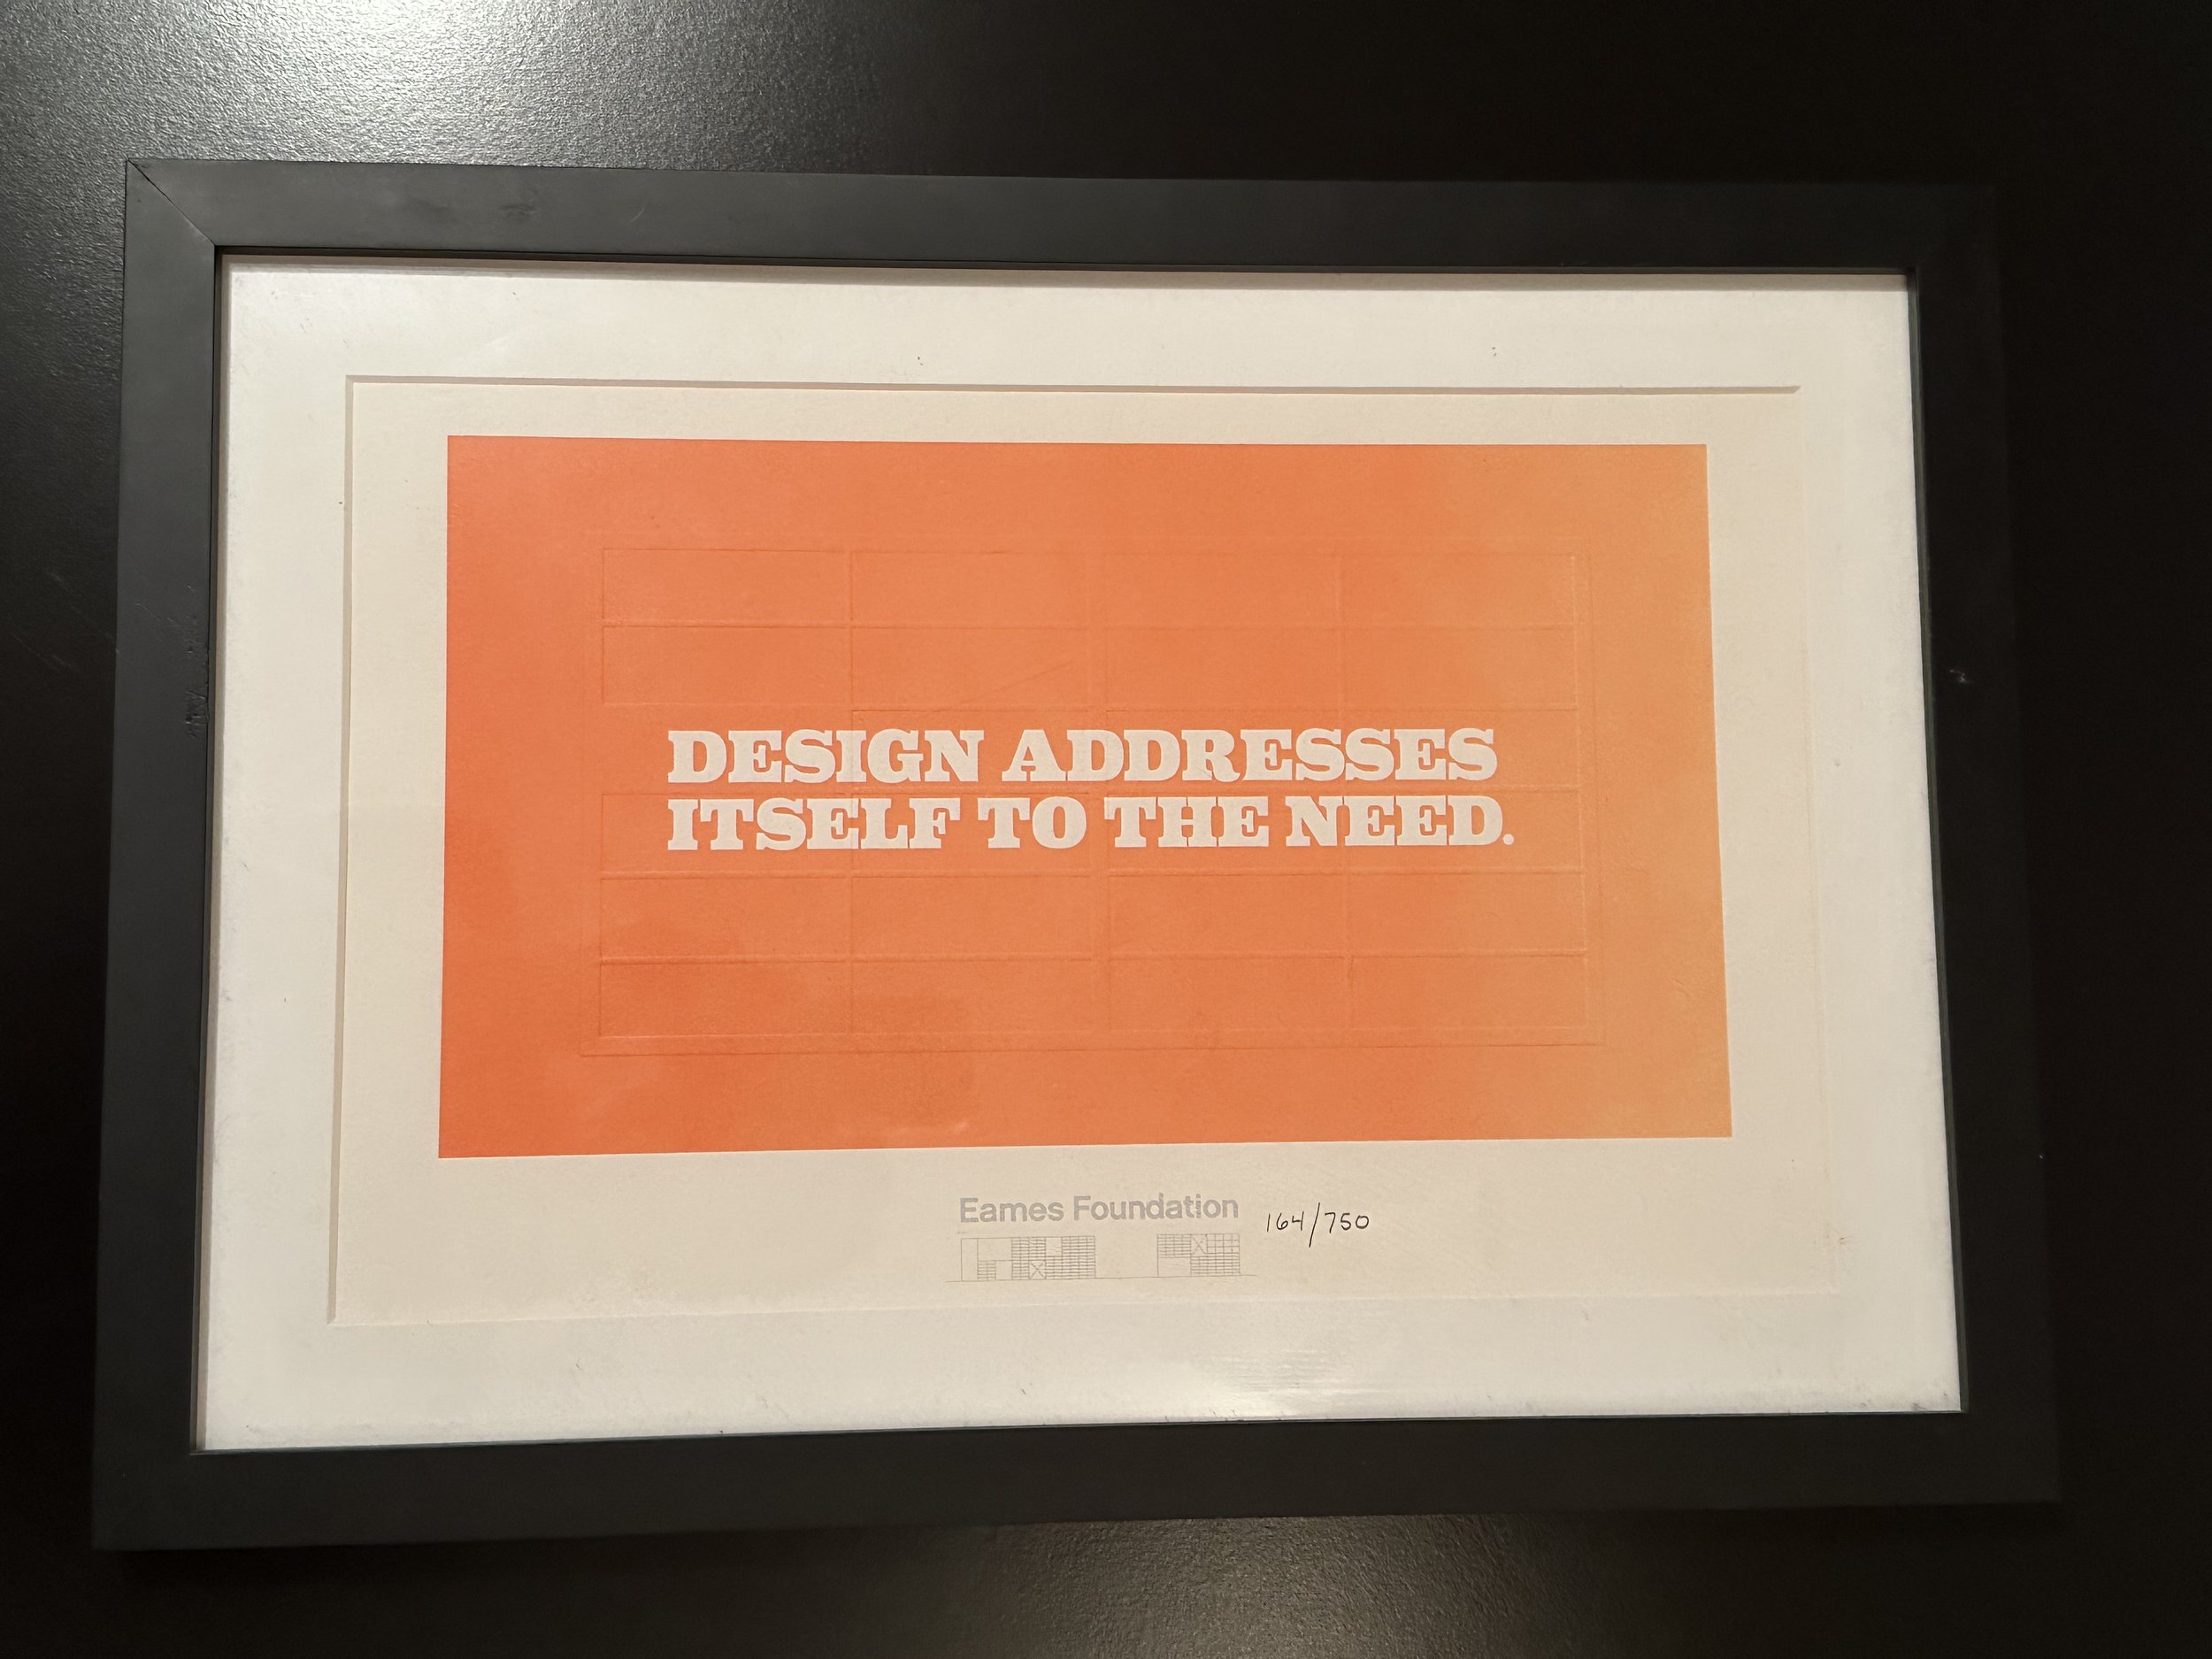 DESIGN ADDRESSES
ITSELF TO THE NEED.
Eames Foundation
164/750